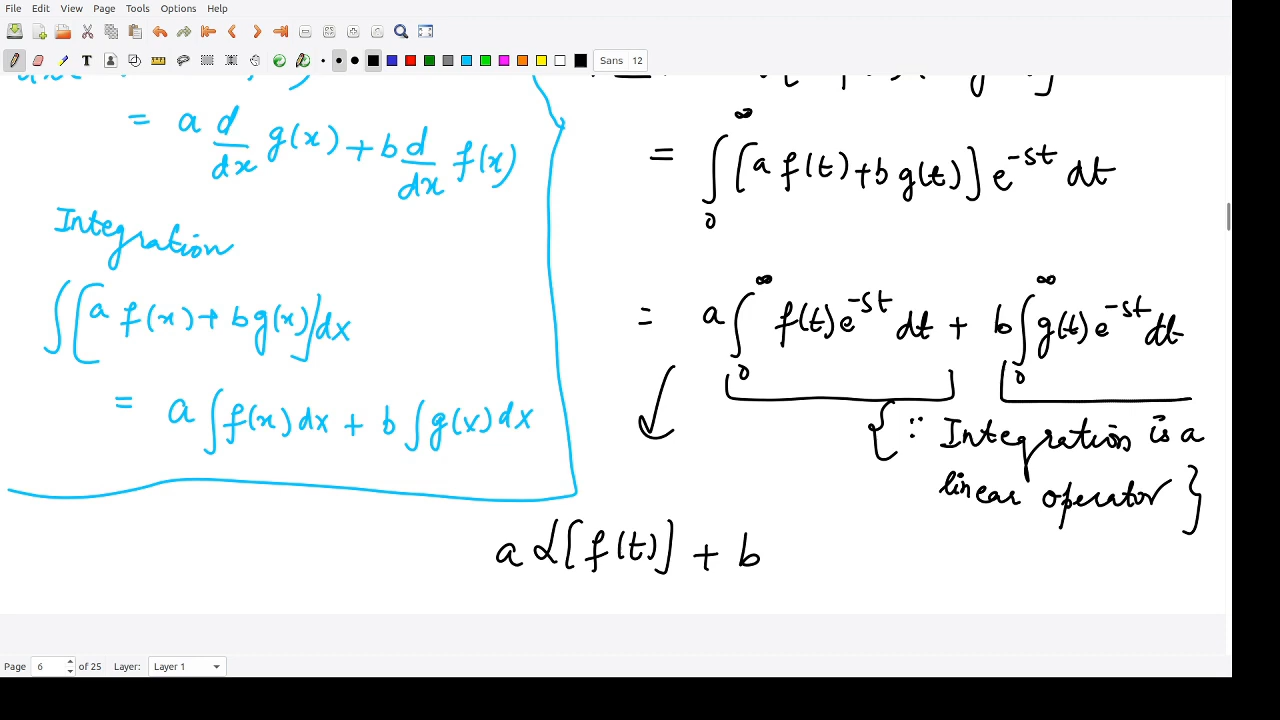 File Edit View Page Tools Options Help
Sans 12
= a d/dx g(x) + b d/dx f(x)
Integration
∫[a f(x) + b g(x)]dx
= a ∫f(x) dx + b ∫g(x) dx
= ∫₀^∞ [a f(t) + b g(t)] e^{-st} dt
= a ∫₀^∞ f(t) e^{-st} dt + b ∫₀^∞ g(t) e^{-st} dt
{∵ Integration is a
linear operator}
a ℒ[f(t)] + b
Page 6 of 25 Layer: Layer 1